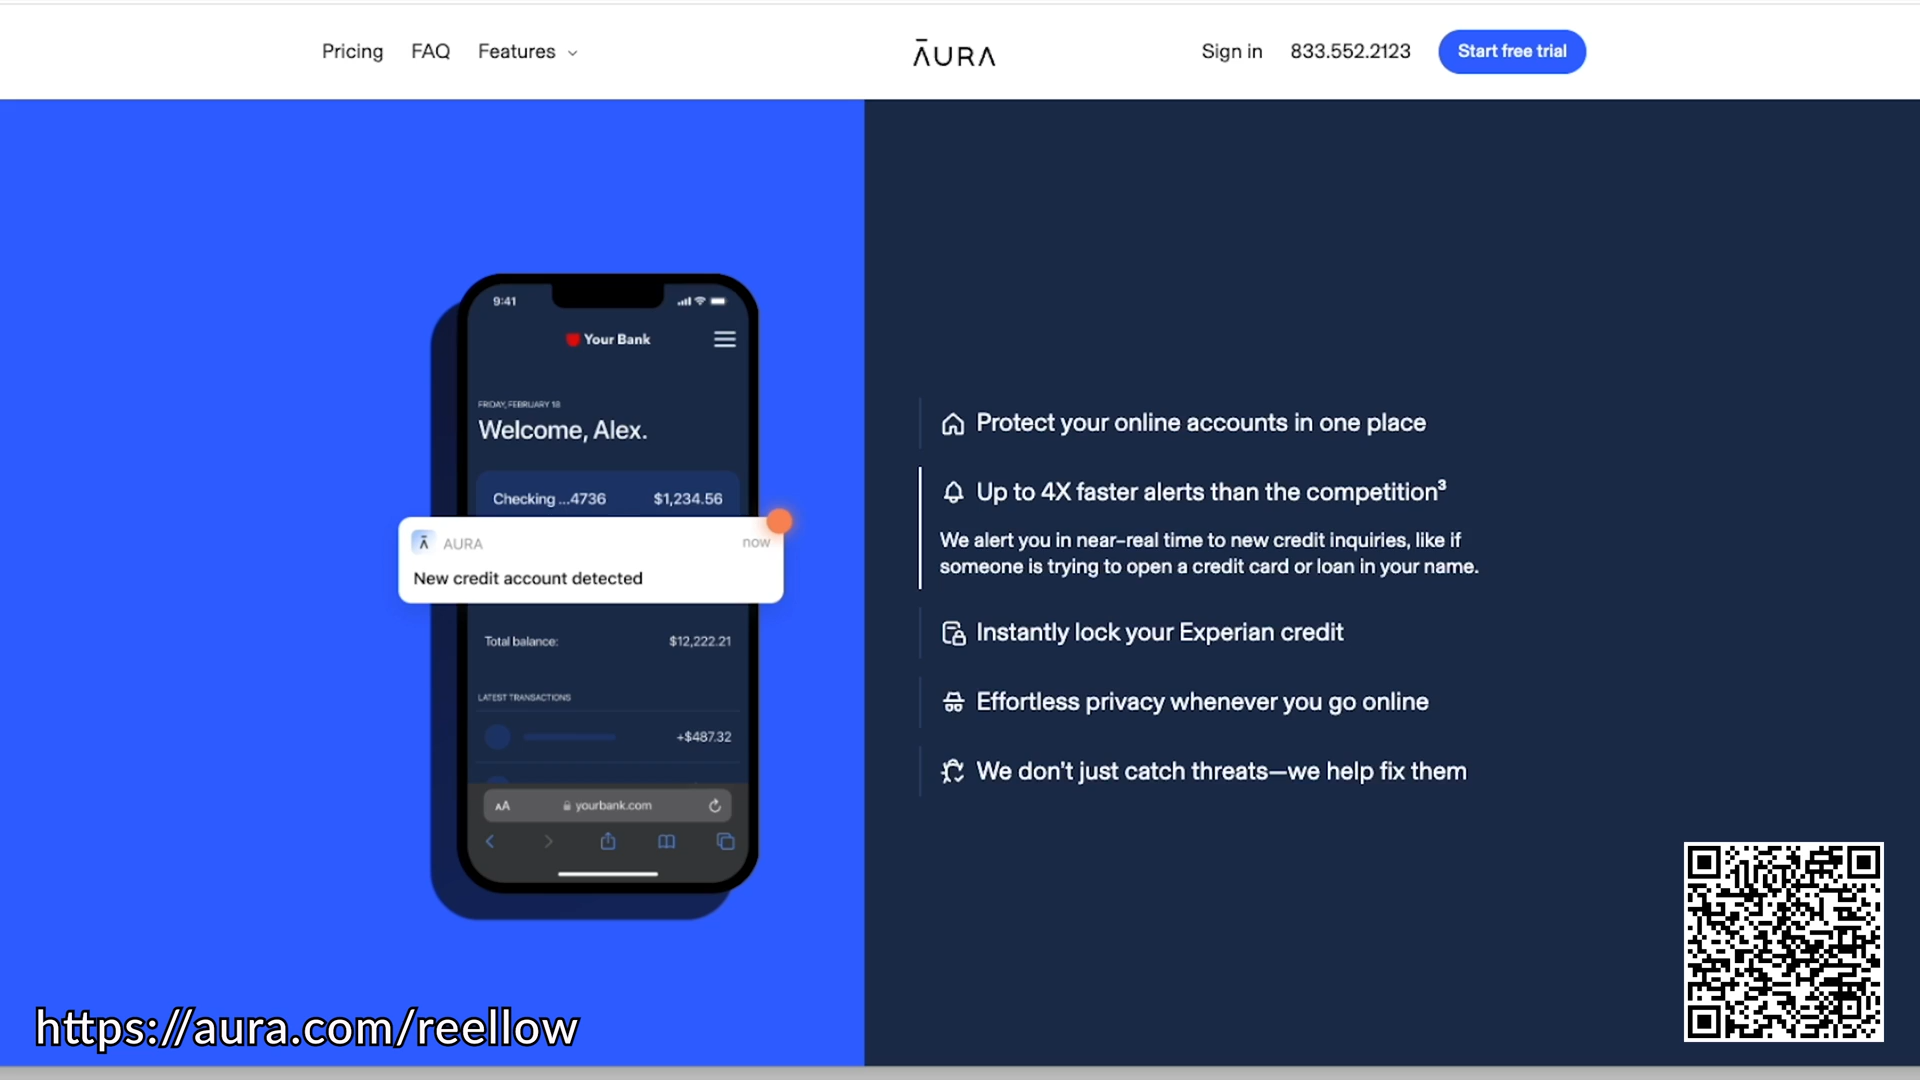 Pricing FAQ Features
ĀURA
Sign in 833.552.2123 Start free trial
9:41
Your Bank
FRIDAY, FEBRUARY 18
Welcome, Alex.
Checking ...4736 $1,234.56
Ā AURA now
New credit account detected
Total balance: $12,222.21
LATEST TRANSACTIONS
+$487.32
AA yourbank.com
Protect your online accounts in one place
Up to 4X faster alerts than the competition³
We alert you in near-real time to new credit inquiries, like if
someone is trying to open a credit card or loan in your name.
Instantly lock your Experian credit
Effortless privacy whenever you go online
We don't just catch threats—we help fix them
https://aura.com/reellow